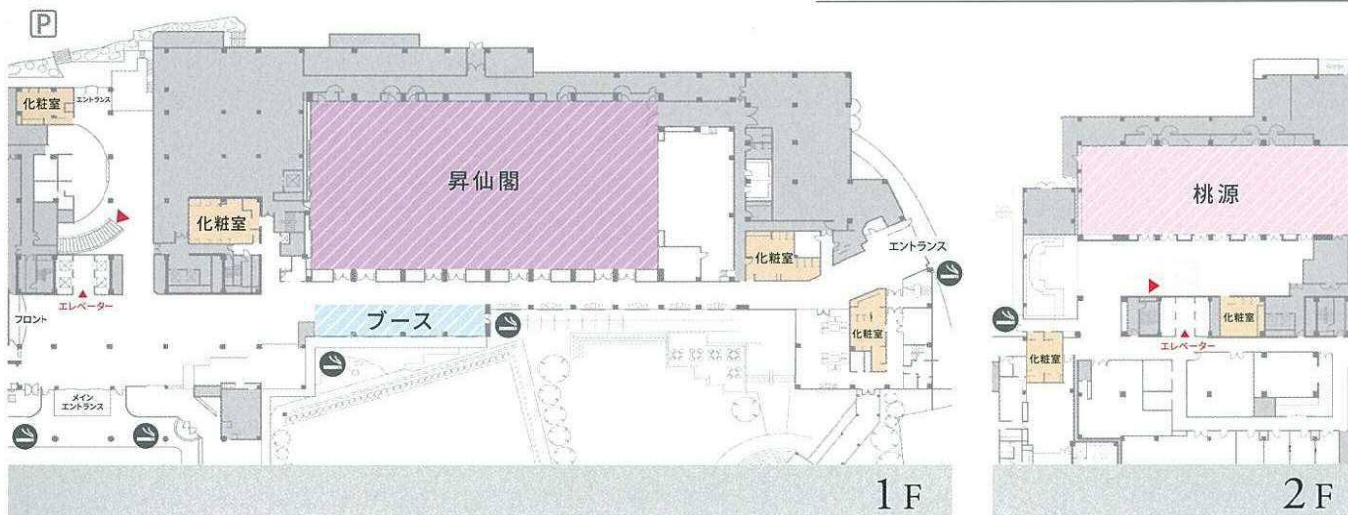 P
化粧室
エントランス
昇仙閣
化粧室
化粧室
エントランス
エレベーター
フロント
ブース
化粧室
メイン
エントランス
1F
桃源
化粧室
エレベーター
化粧室
2F